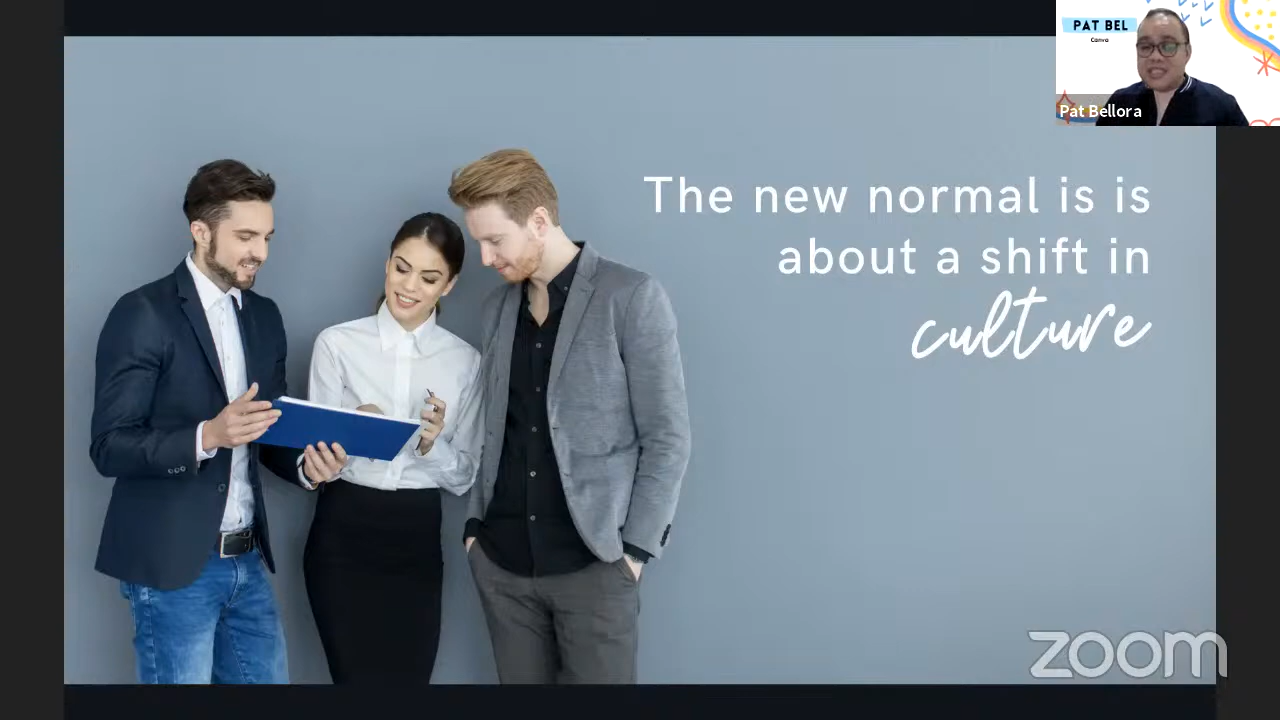 PAT BEL
Canva
Pat Bellora
The new normal is is
about a shift in
culture
zoom